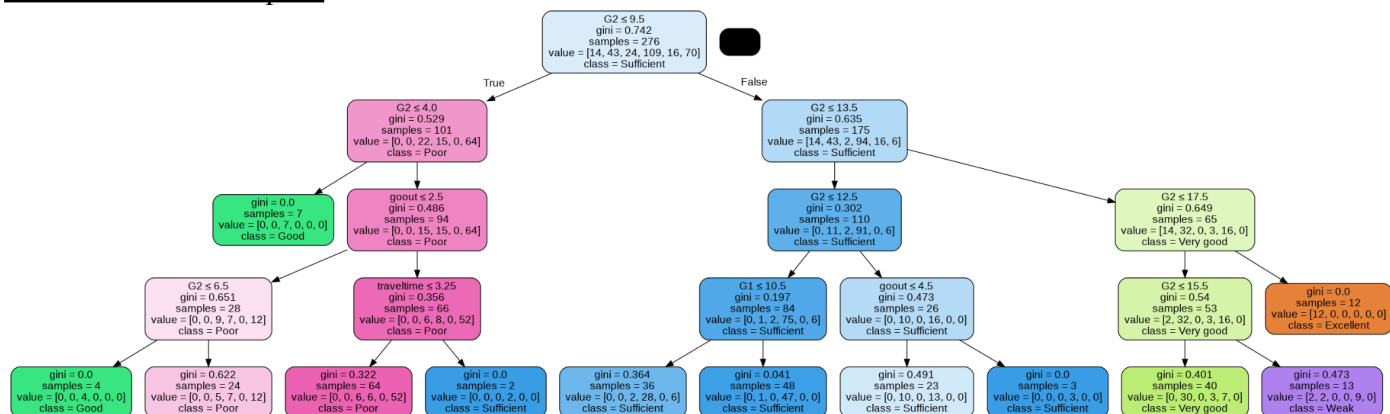 G2 ≤ 9.5
gini = 0.742
samples = 276
value = [14, 43, 24, 109, 16, 70]
class = Sufficient
True
False
G2 ≤ 4.0
gini = 0.529
samples = 101
value = [0, 0, 22, 15, 0, 64]
class = Poor
G2 ≤ 13.5
gini = 0.635
samples = 175
value = [14, 43, 2, 94, 16, 6]
class = Sufficient
gini = 0.0
samples = 7
value = [0, 0, 7, 0, 0, 0]
class = Good
goout ≤ 2.5
gini = 0.486
samples = 94
value = [0, 0, 15, 15, 0, 64]
class = Poor
G2 ≤ 12.5
gini = 0.302
samples = 110
value = [0, 11, 2, 91, 0, 6]
class = Sufficient
G2 ≤ 17.5
gini = 0.649
samples = 65
value = [14, 32, 0, 3, 16, 0]
class = Very good
G2 ≤ 6.5
gini = 0.651
samples = 28
value = [0, 0, 9, 7, 0, 12]
class = Poor
traveltime ≤ 3.25
gini = 0.356
samples = 66
value = [0, 0, 6, 8, 0, 52]
class = Poor
G1 ≤ 10.5
gini = 0.197
samples = 84
value = [0, 1, 2, 75, 0, 6]
class = Sufficient
goout ≤ 4.5
gini = 0.473
samples = 26
value = [0, 10, 0, 16, 0, 0]
class = Sufficient
G2 ≤ 15.5
gini = 0.54
samples = 53
value = [2, 32, 0, 3, 16, 0]
class = Very good
gini = 0.0
samples = 12
value = [12, 0, 0, 0, 0, 0]
class = Excellent
gini = 0.0
samples = 4
value = [0, 0, 4, 0, 0, 0]
class = Good
gini = 0.622
samples = 24
value = [0, 0, 5, 7, 0, 12]
class = Poor
gini = 0.322
samples = 64
value = [0, 0, 6, 6, 0, 52]
class = Poor
gini = 0.0
samples = 2
value = [0, 0, 0, 2, 0, 0]
class = Sufficient
gini = 0.364
samples = 36
value = [0, 0, 2, 28, 0, 6]
class = Sufficient
gini = 0.041
samples = 48
value = [0, 1, 0, 47, 0, 0]
class = Sufficient
gini = 0.491
samples = 23
value = [0, 10, 0, 13, 0, 0]
class = Sufficient
gini = 0.0
samples = 3
value = [0, 0, 0, 3, 0, 0]
class = Sufficient
gini = 0.401
samples = 40
value = [0, 30, 0, 3, 7, 0]
class = Very good
gini = 0.473
samples = 13
value = [2, 2, 0, 0, 9, 0]
class = Weak